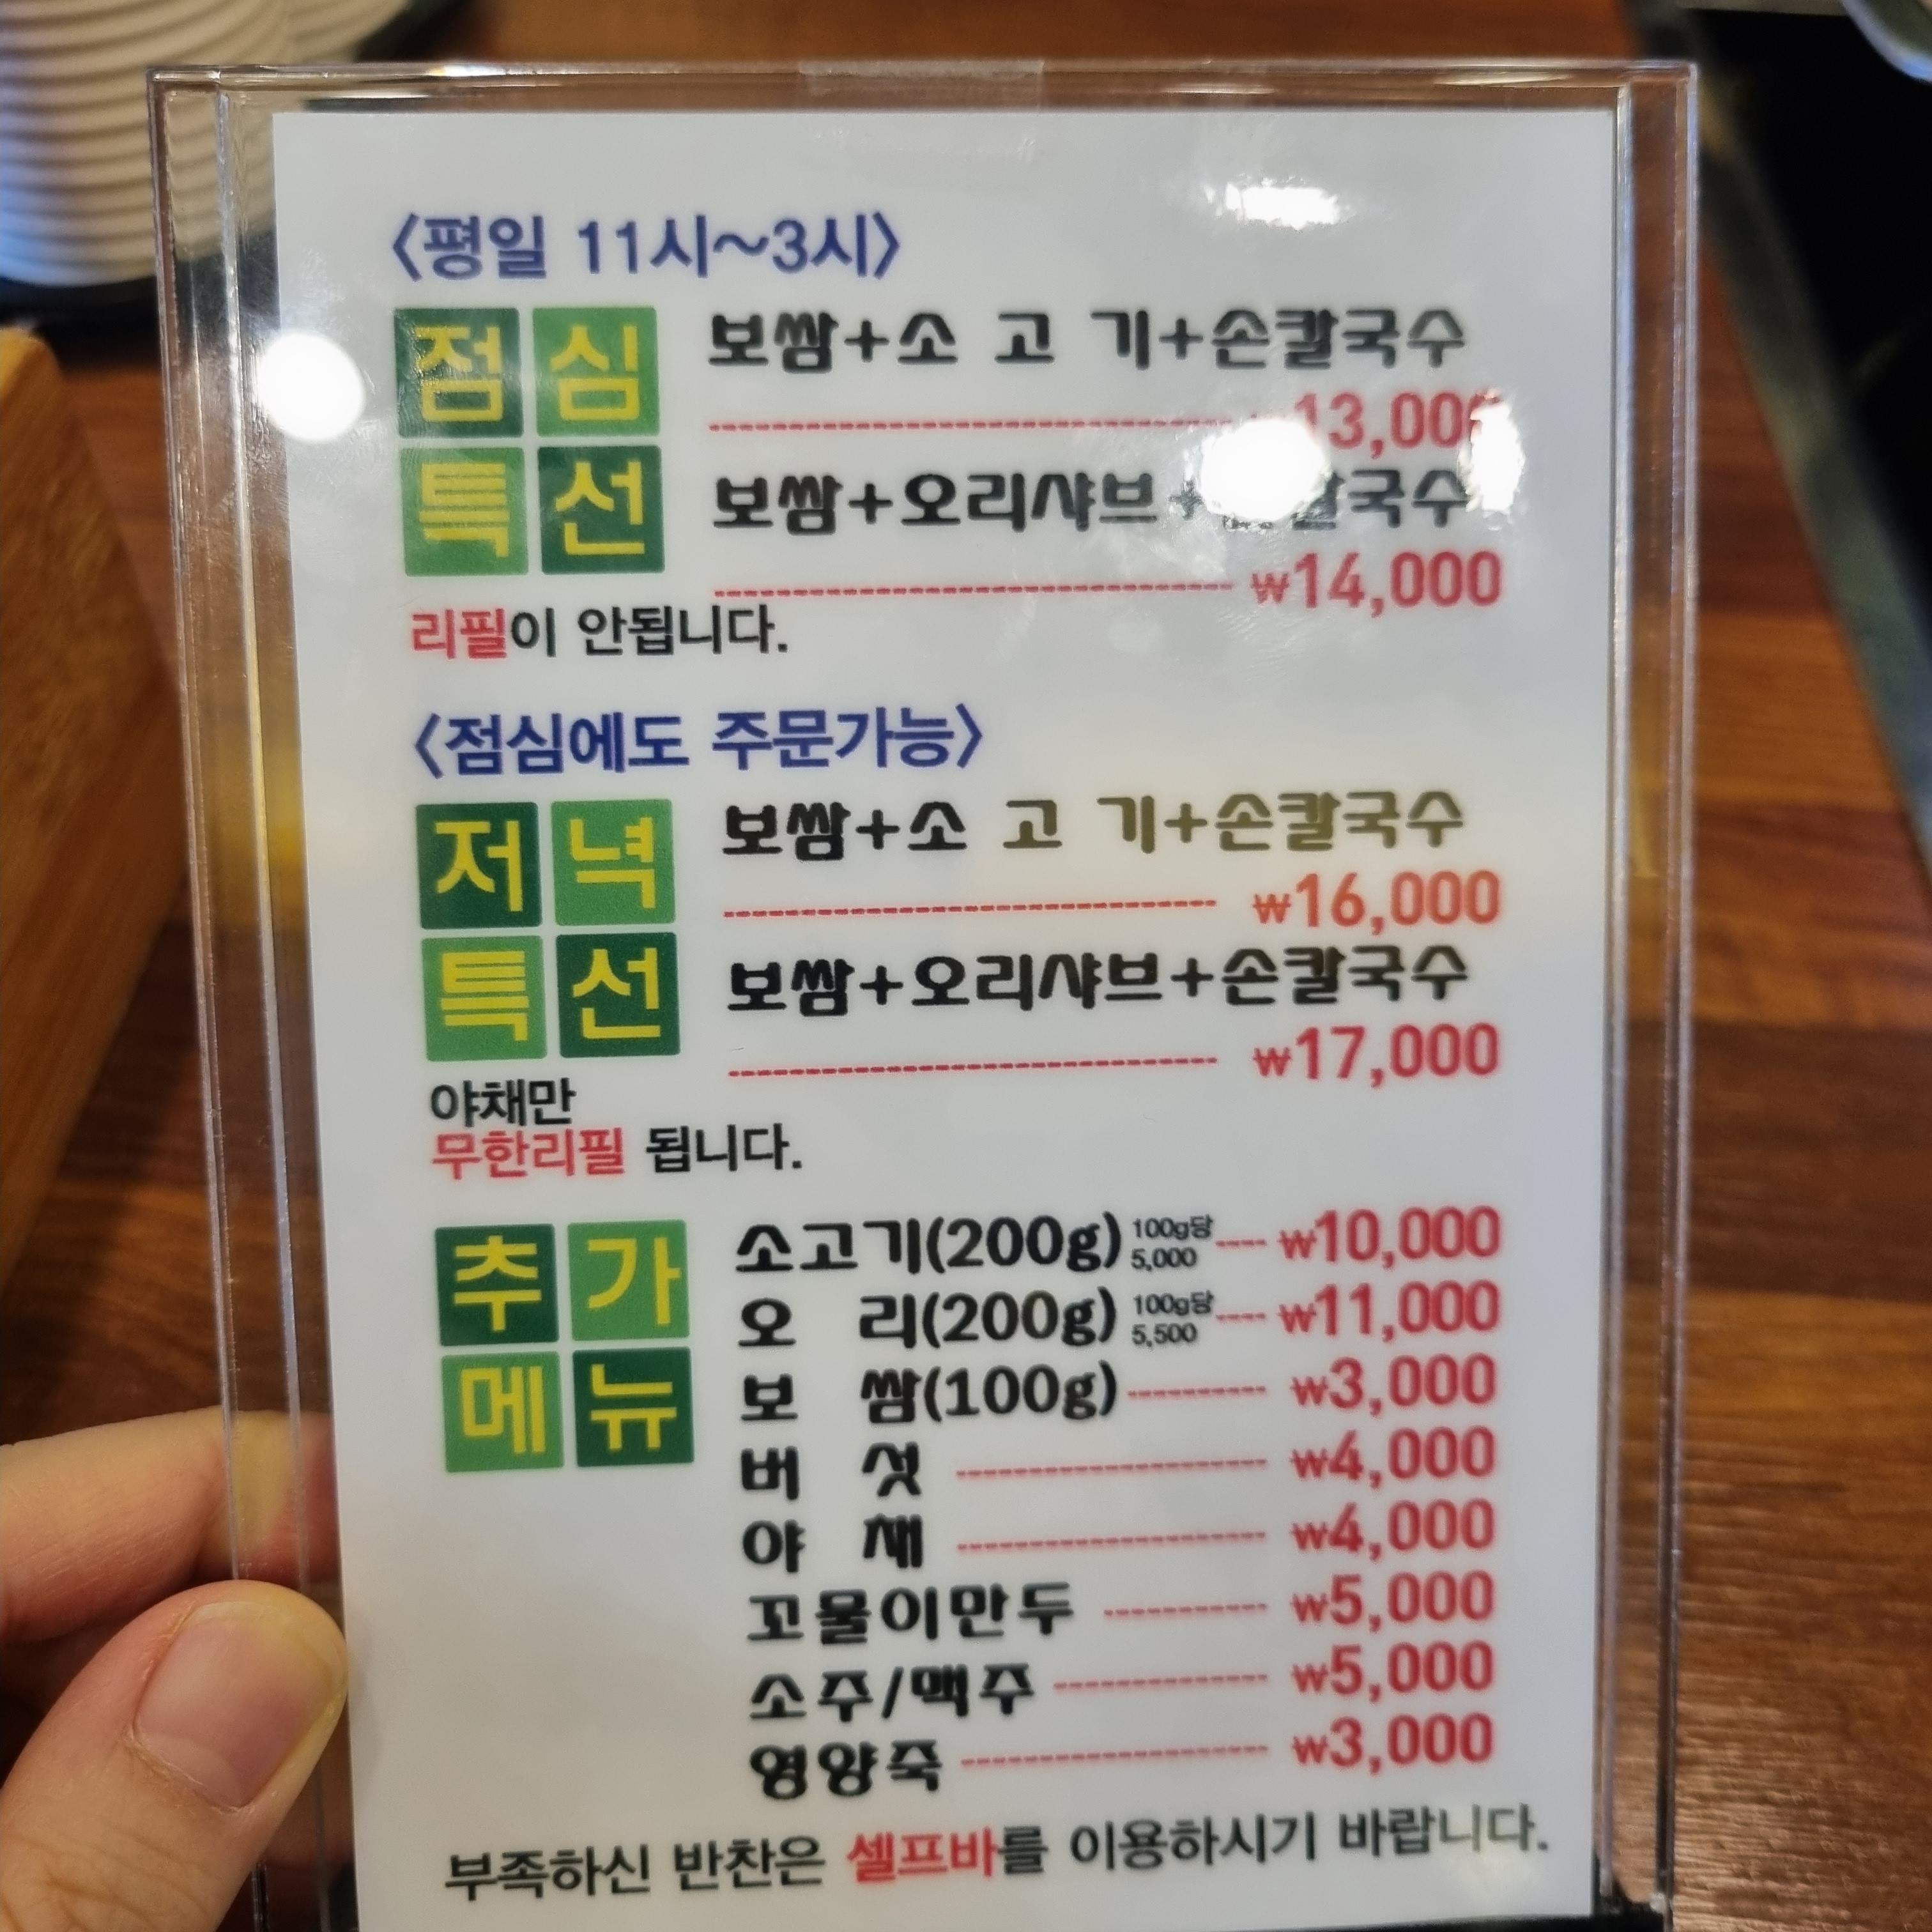 〈평일 11시~3시〉
점심
특선
보쌈+소 고 기+손칼국수
13,000
보쌈+오리샤브+ 칼국수
₩14,000
리필이 안됩니다.
〈점심에도 주문가능〉
저녁
특선
보쌈+소 고 기+손칼국수
₩16,000
보쌈+오리샤브+손칼국수
₩17,000
야채만
무한리필 됩니다.
추가
메뉴
소고기(200g) 100g당 5,000 ₩10,000
오 리(200g) 100g당 5,500 ₩11,000
보 쌈(100g) ₩3,000
버 섯 ₩4,000
야 채 ₩4,000
꼬물이만두 ₩5,000
소주/맥주 ₩5,000
영양죽 ₩3,000
부족하신 반찬은 셀프바를 이용하시기 바랍니다.